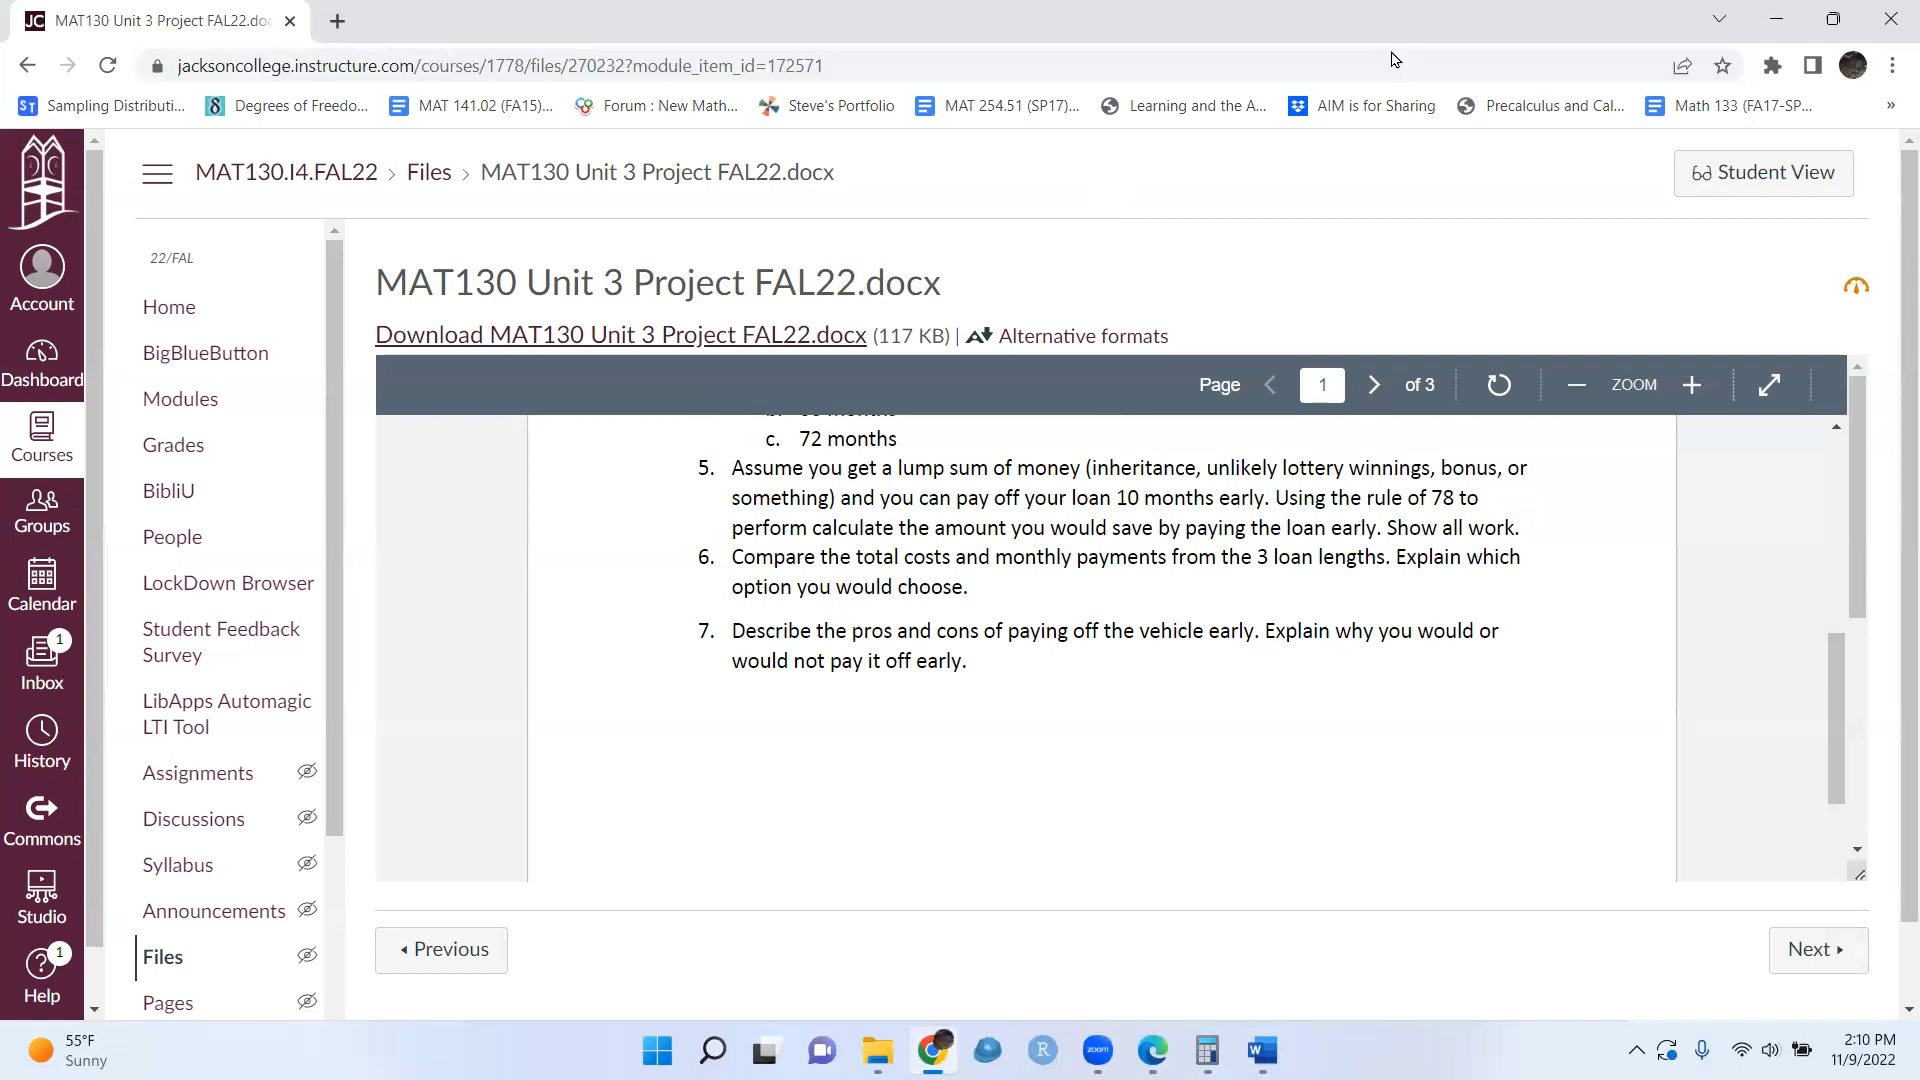 JC MAT130 Unit 3 Project FAL22.do
jacksoncollege.instructure.com/courses/1778/files/270232?module_item_id=172571
ST Sampling Distributi... Degrees of Freedo... MAT 141.02 (FA15)... Forum : New Math... Steve's Portfolio MAT 254.51 (SP17)... Learning and the A... AIM is for Sharing Precalculus and Cal... Math 133 (FA17-SP... »
MAT130.I4.FAL22 › Files › MAT130 Unit 3 Project FAL22.docx
Student View
Account
Dashboard
Courses
Groups
Calendar
1
Inbox
History
Commons
Studio
1
Help
22/FAL
Home
BigBlueButton
Modules
Grades
BibliU
People
LockDown Browser
Student Feedback
Survey
LibApps Automagic
LTI Tool
Assignments
Discussions
Syllabus
Announcements
Files
Pages
MAT130 Unit 3 Project FAL22.docx
Download MAT130 Unit 3 Project FAL22.docx (117 KB) | Alternative formats
Page 1 of 3 ZOOM
c. 72 months
5. Assume you get a lump sum of money (inheritance, unlikely lottery winnings, bonus, or
something) and you can pay off your loan 10 months early. Using the rule of 78 to
perform calculate the amount you would save by paying the loan early. Show all work.
6. Compare the total costs and monthly payments from the 3 loan lengths. Explain which
option you would choose.
7. Describe the pros and cons of paying off the vehicle early. Explain why you would or
would not pay it off early.
Previous
Next
55°F
Sunny
R
zoom
W
2:10 PM
11/9/2022